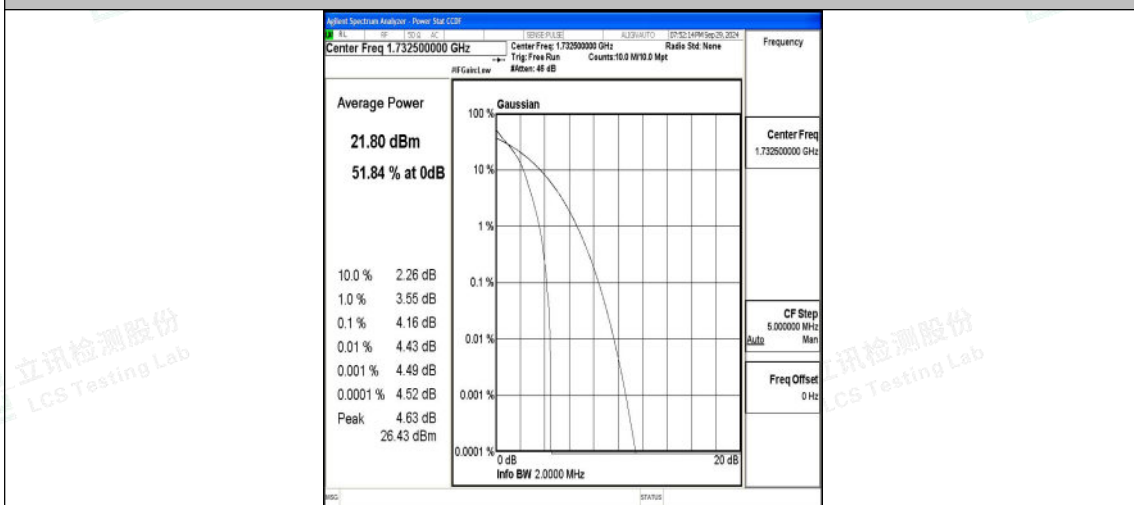 Agilent Spectrum Analyzer - Power Stat CCDF
RL RF 50 Ω AC SENSE:PULSE ALIGNAUTO 07:52:14 PM Sep 29, 2024
Center Freq 1.732500000 GHz
Center Freq: 1.732500000 GHz
Radio Std: None
Trig: Free Run
Counts:10.0 M/10.0 Mpt
#IFGain:Low
#Atten: 46 dB
Frequency
Average Power
21.80 dBm
51.84 % at 0dB
10.0 % 2.26 dB
1.0 % 3.55 dB
0.1 % 4.16 dB
0.01 % 4.43 dB
0.001 % 4.49 dB
0.0001 % 4.52 dB
Peak 4.63 dB
26.43 dBm
Gaussian
100 %
10 %
1 %
0.1 %
0.01 %
0.001 %
0.0001 %
0 dB
20 dB
Info BW 2.0000 MHz
Center Freq
1.732500000 GHz
CF Step
5.000000 MHz
Auto Man
Freq Offset
0 Hz
MSG
STATUS
立讯检测股份
LCS Testing Lab
立讯检测股份
LCS Testing Lab